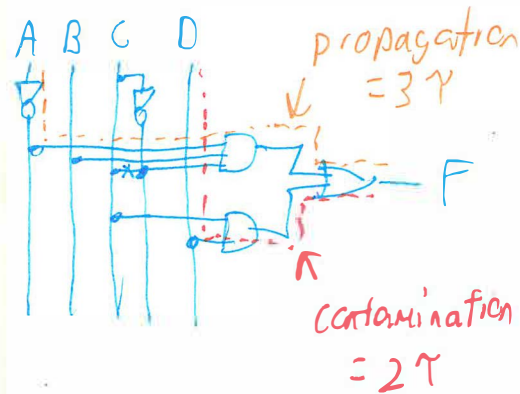 A B C D
propagation
= 3τ
F
contamination
= 2τ